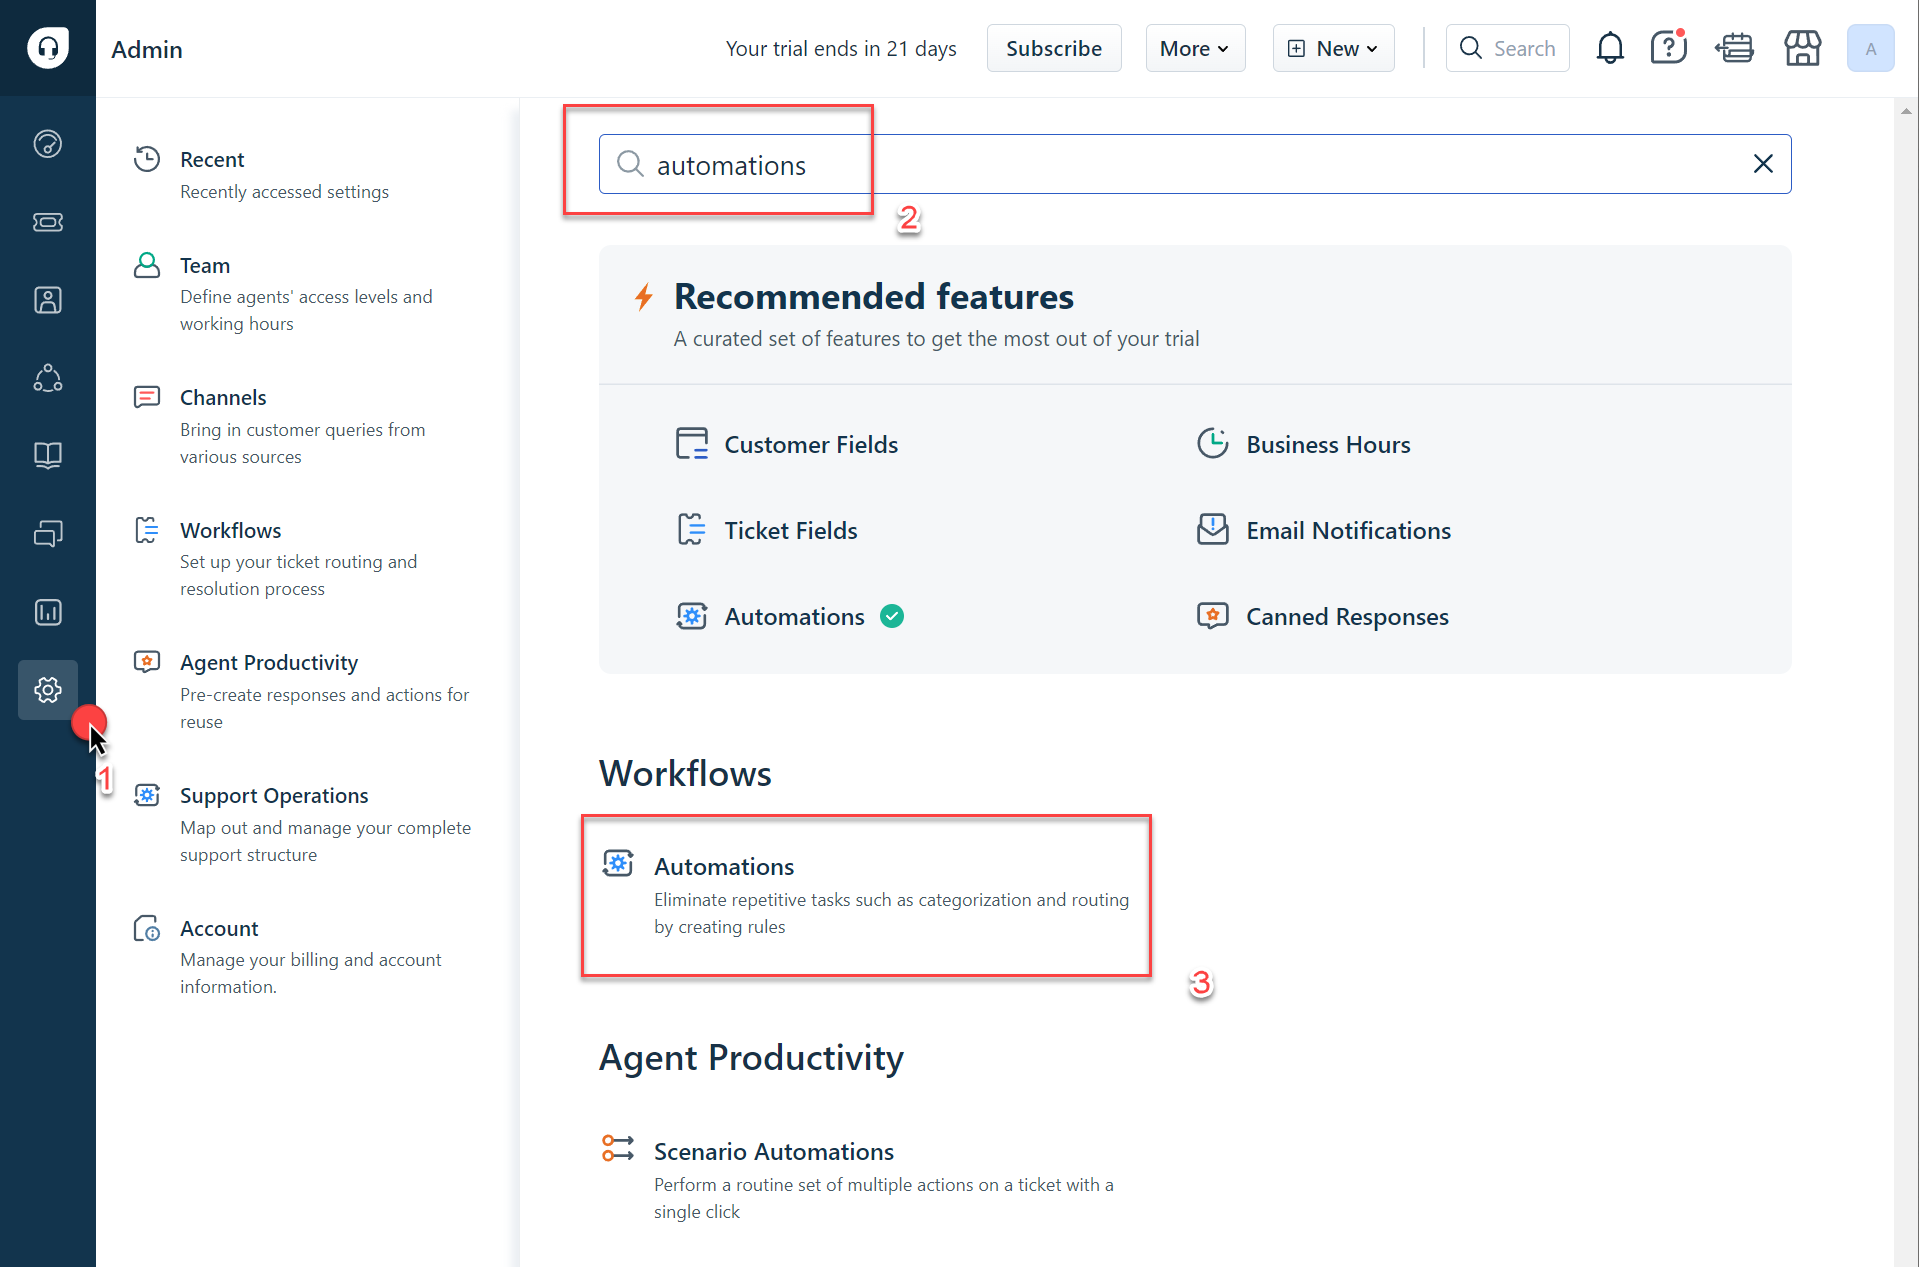 Admin
Your trial ends in 21 days
Subscribe
More
New
Search
A
Recent
Recently accessed settings
Team
Define agents' access levels and
working hours
Channels
Bring in customer queries from
various sources
Workflows
Set up your ticket routing and
resolution process
Agent Productivity
Pre-create responses and actions for
reuse
1
Support Operations
Map out and manage your complete
support structure
Account
Manage your billing and account
information.
automations
2
Recommended features
A curated set of features to get the most out of your trial
Customer Fields
Business Hours
Ticket Fields
Email Notifications
Automations
Canned Responses
Workflows
Automations
Eliminate repetitive tasks such as categorization and routing
by creating rules
3
Agent Productivity
Scenario Automations
Perform a routine set of multiple actions on a ticket with a
single click